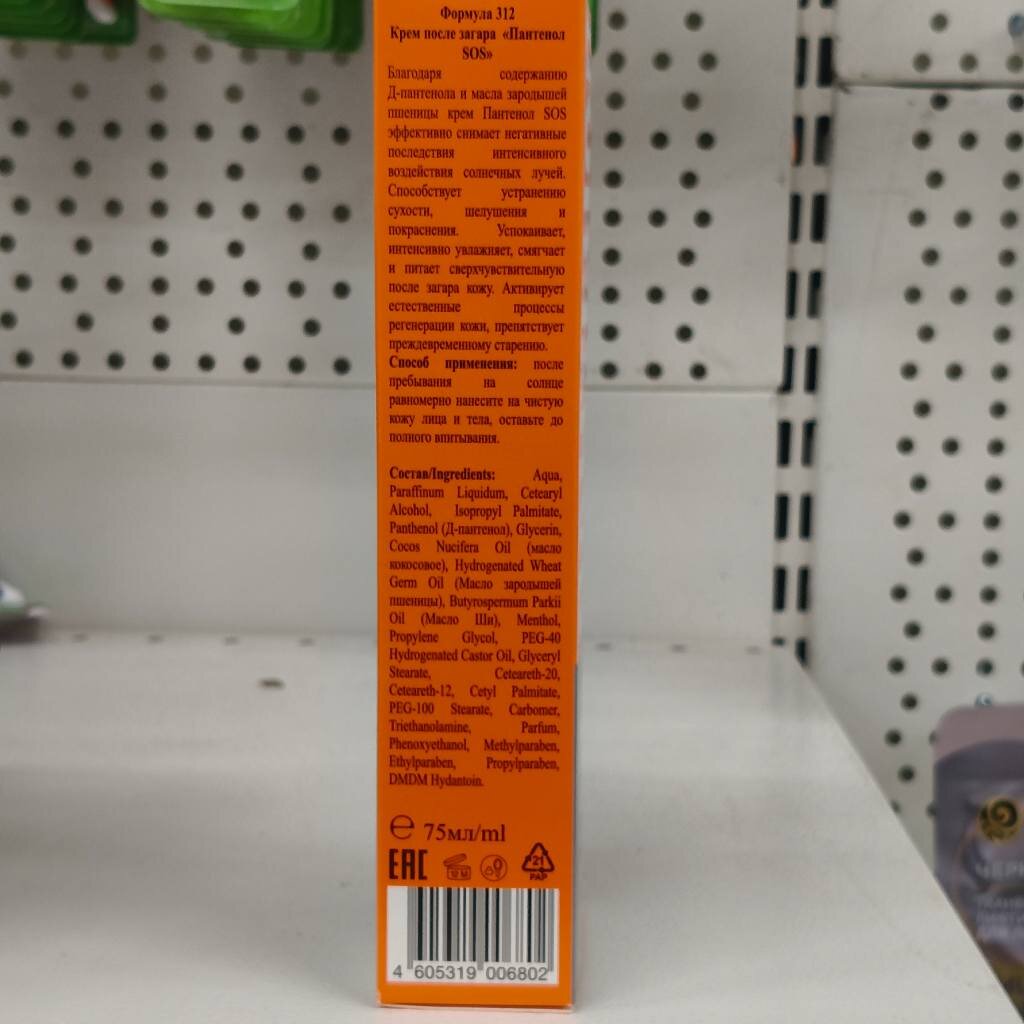 Формула 312
Крем после загара «Пантенол
SOS»
Благодаря содержанию
Д-пантенола и масла зародышей
пшеницы крем Пантенол SOS
эффективно снимает негативные
последствия интенсивного
воздействия солнечных лучей.
Способствует устранению
сухости, шелушения и
покраснения. Успокаивает,
интенсивно увлажняет, смягчает
и питает сверхчувствительную
после загара кожу. Активирует
естественные процессы
регенерации кожи, препятствует
преждевременному старению.
Способ применения: после
пребывания на солнце
равномерно нанесите на чистую
кожу лица и тела, оставьте до
полного впитывания.
Состав/Ingredients: Aqua,
Paraffinum Liquidum, Cetearyl
Alcohol, Isopropyl Palmitate,
Panthenol (Д-пантенол), Glycerin,
Cocos Nucifera Oil (масло
кокосовое), Hydrogenated Wheat
Germ Oil (Масло зародышей
пшеницы), Butyrospermum Parkii
Oil (Масло Ши), Menthol,
Propylene Glycol, PEG-40
Hydrogenated Castor Oil, Glyceryl
Stearate, Ceteareth-20,
Ceteareth-12, Cetyl Palmitate,
PEG-100 Stearate, Carbomer,
Triethanolamine, Parfum,
Phenoxyethanol, Methylparaben,
Ethylparaben, Propylparaben,
DMDM Hydantoin.
℮ 75мл/ml
EAC 12 M 21
PAP
4 605319 006802